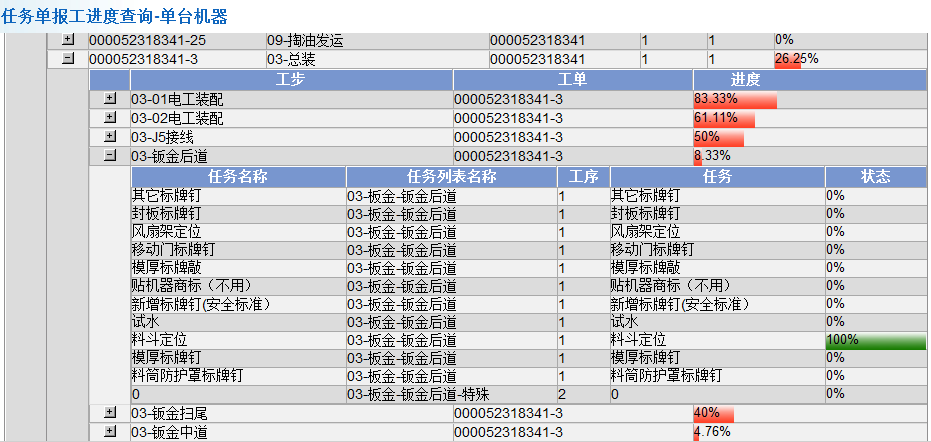 任务单报工进度查询-单台机器
000052318341-25 09-掏油发运 000052318341 1 1 0%
000052318341-3 03-总装 000052318341 1 1 26.25%
工步 工单 进度
03-01电工装配 000052318341-3 83.33%
03-02电工装配 000052318341-3 61.11%
03-J5接线 000052318341-3 50%
03-钣金后道 000052318341-3 8.33%
任务名称 任务列表名称 工序 任务 状态
其它标牌钉 03-钣金-钣金后道 1 其它标牌钉 0%
封板标牌钉 03-钣金-钣金后道 1 封板标牌钉 0%
风扇架定位 03-钣金-钣金后道 1 风扇架定位 0%
移动门标牌钉 03-钣金-钣金后道 1 移动门标牌钉 0%
模厚标牌敲 03-钣金-钣金后道 1 模厚标牌敲 0%
贴机器商标（不用） 03-钣金-钣金后道 1 贴机器商标（不用） 0%
新增标牌钉(安全标准） 03-钣金-钣金后道 1 新增标牌钉(安全标准） 0%
试水 03-钣金-钣金后道 1 试水 0%
料斗定位 03-钣金-钣金后道 1 料斗定位 100%
模厚标牌钉 03-钣金-钣金后道 1 模厚标牌钉 0%
料筒防护罩标牌钉 03-钣金-钣金后道 1 料筒防护罩标牌钉 0%
0 03-钣金-钣金后道-特殊 2 0 0%
03-钣金扫尾 000052318341-3 40%
03-钣金中道 000052318341-3 4.76%